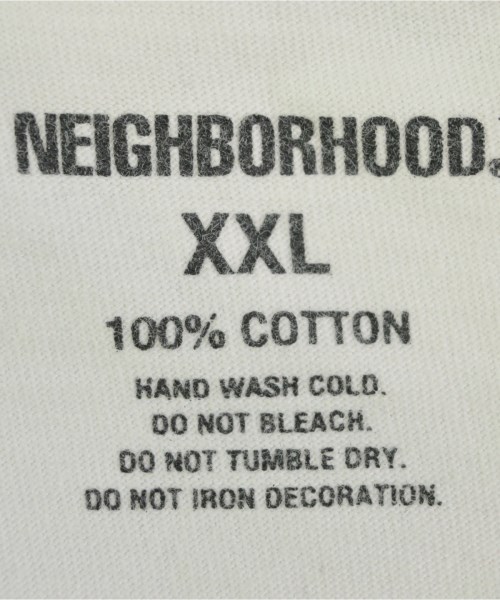 NEIGHBORHOOD.
XXL
100% COTTON
HAND WASH COLD.
DO NOT BLEACH.
DO NOT TUMBLE DRY.
DO NOT IRON DECORATION.